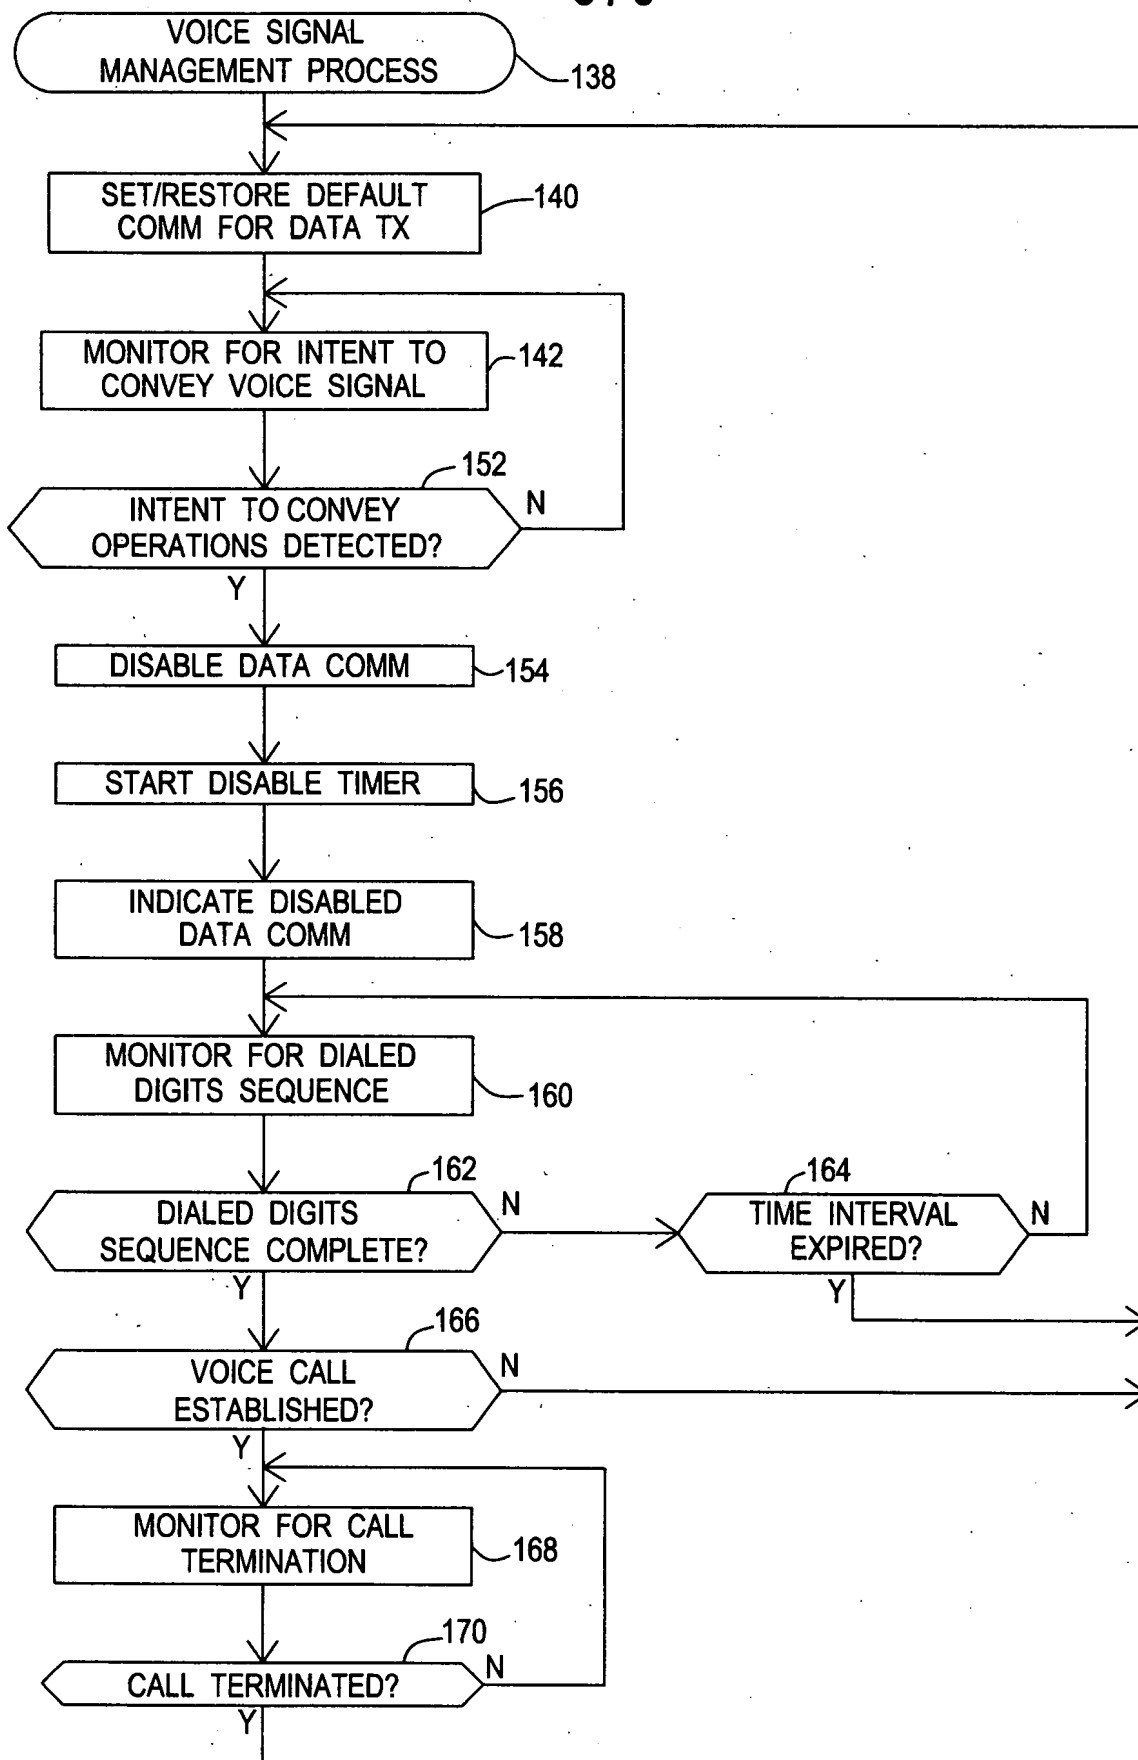 VOICE SIGNAL
MANAGEMENT PROCESS
138
SET/RESTORE DEFAULT
COMM FOR DATA TX
140
MONITOR FOR INTENT TO
CONVEY VOICE SIGNAL
142
152
INTENT TO CONVEY
OPERATIONS DETECTED?
N
Y
DISABLE DATA COMM
154
START DISABLE TIMER
156
INDICATE DISABLED
DATA COMM
158
MONITOR FOR DIALED
DIGITS SEQUENCE
160
162
DIALED DIGITS
SEQUENCE COMPLETE?
N
Y
164
TIME INTERVAL
EXPIRED?
N
Y
166
VOICE CALL
ESTABLISHED?
N
Y
MONITOR FOR CALL
TERMINATION
168
170
CALL TERMINATED?
N
Y